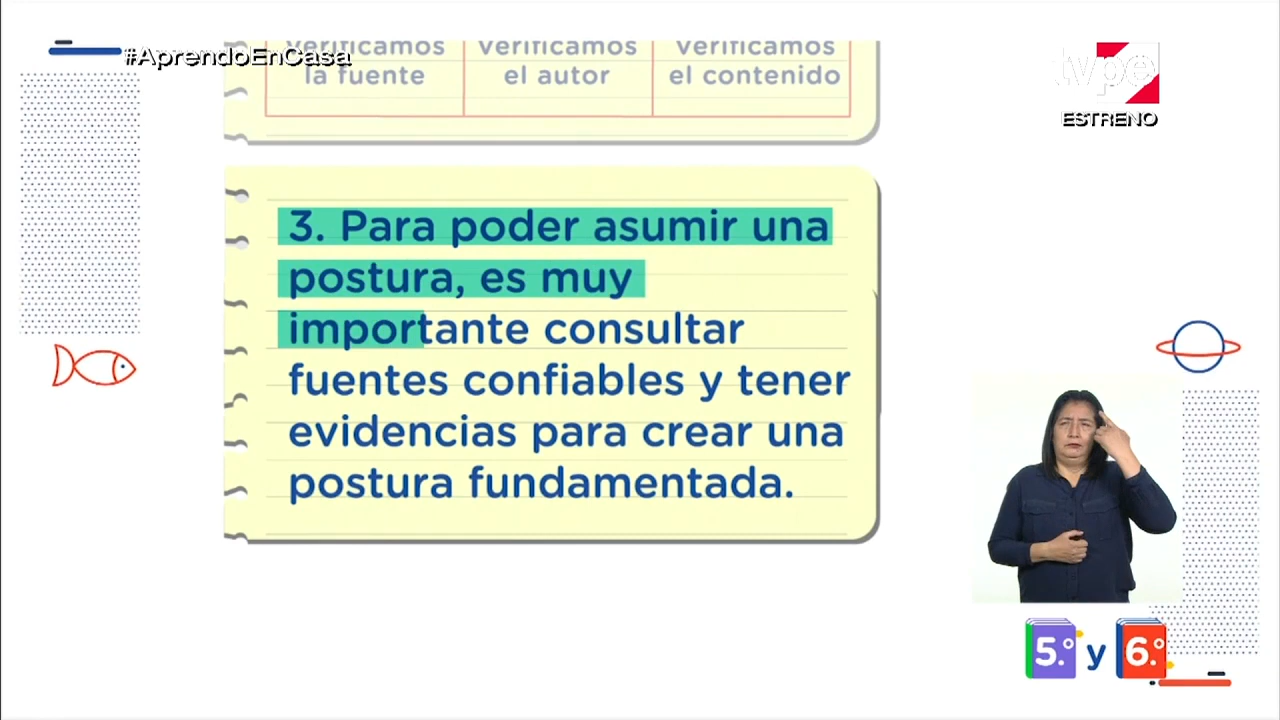 #AprendoEnCasa
verificamos verificamos verificamos
la fuente el autor el contenido
tvpe
ESTRENO
3. Para poder asumir una
postura, es muy
importante consultar
fuentes confiables y tener
evidencias para crear una
postura fundamentada.
5.° y 6.°